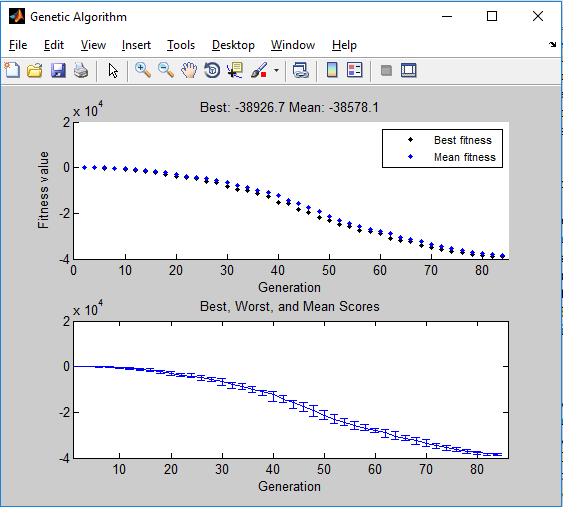 Genetic Algorithm
File Edit View Insert Tools Desktop Window Help
Best: -38926.7 Mean: -38578.1
x 10^4
2
0
-2
-4
Fitness value
Best fitness
Mean fitness
0 10 20 30 40 50 60 70 80
Generation
Best, Worst, and Mean Scores
x 10^4
2
0
-2
-4
10 20 30 40 50 60 70 80
Generation